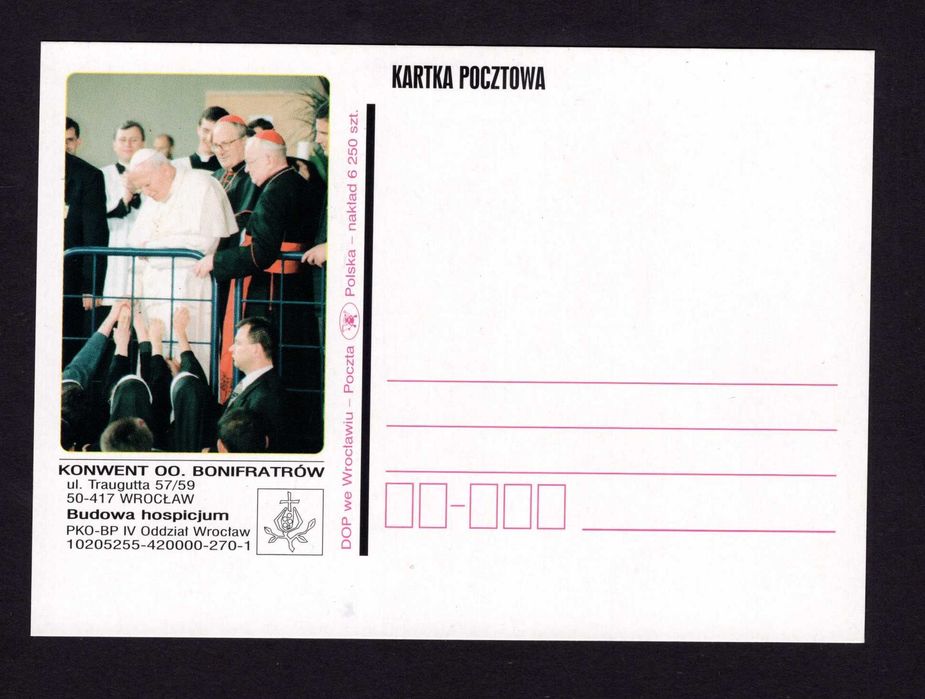 KARTKA POCZTOWA
DOP we Wrocławiu – Poczta Polska – nakład 6 250 szt.
KONWENT OO. BONIFRATRÓW
ul. Traugutta 57/59
50-417 WROCŁAW
Budowa hospicjum
PKO-BP IV Oddział Wrocław
10205255-420000-270-1